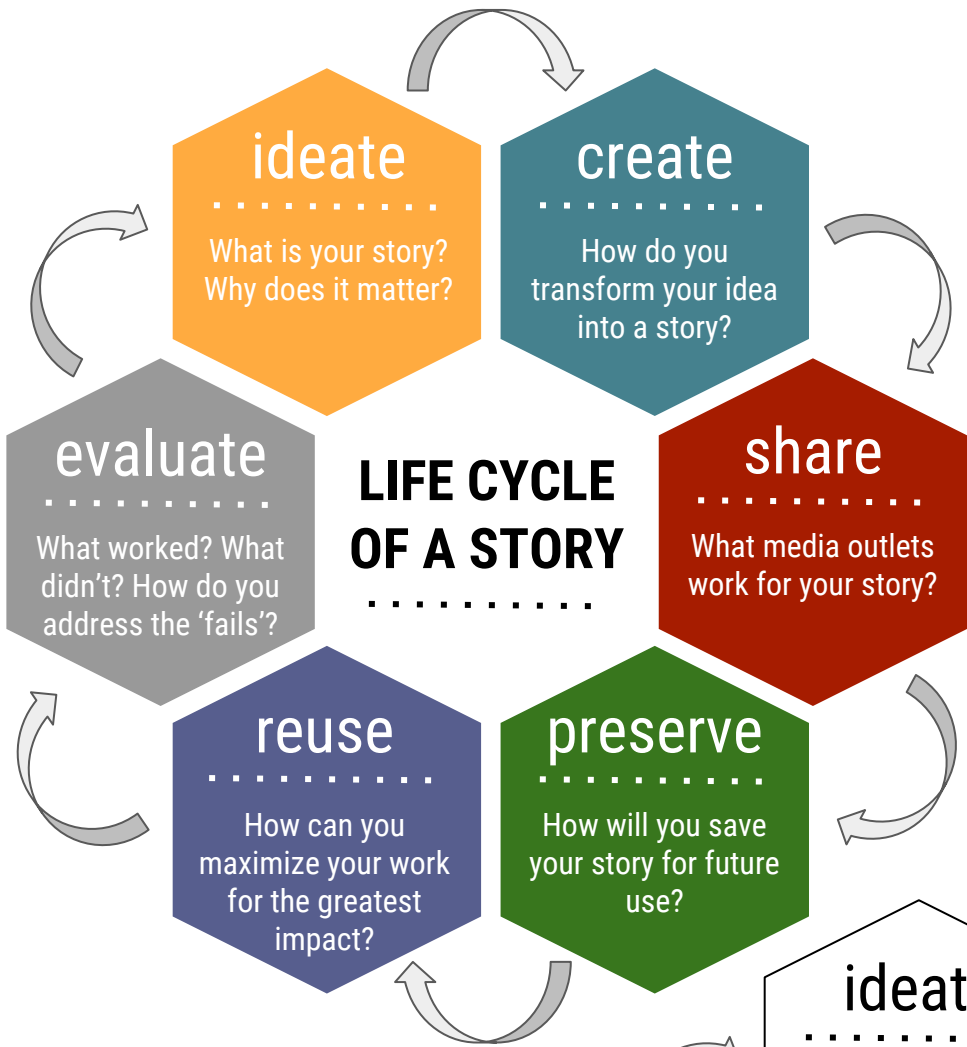 ideate
What is your story?
Why does it matter?
create
How do you
transform your idea
into a story?
share
What media outlets
work for your story?
preserve
How will you save
your story for future
use?
reuse
How can you
maximize your work
for the greatest
impact?
evaluate
What worked? What
didn’t? How do you
address the ‘fails’?
LIFE CYCLE
OF A STORY
ideat